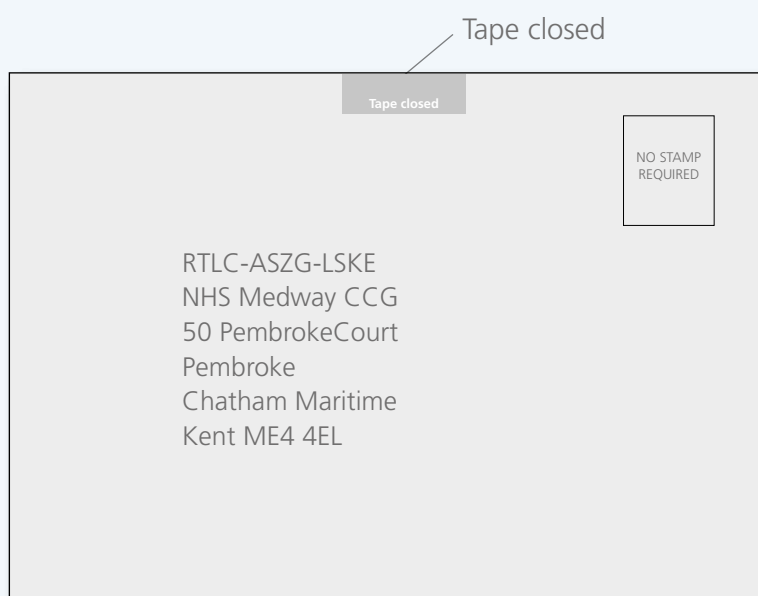 Tape closed
Tape closed
NO STAMP
REQUIRED
RTLC-ASZG-LSKE
NHS Medway CCG
50 PembrokeCourt
Pembroke
Chatham Maritime
Kent ME4 4EL